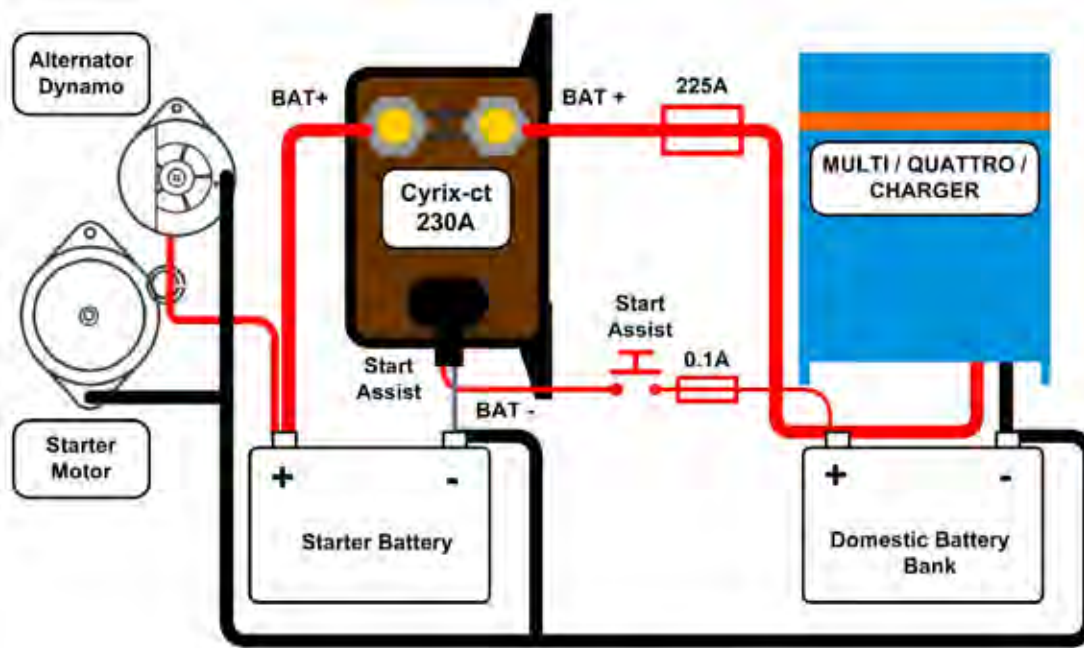 Alternator
Dynamo
BAT+
BAT +
225A
MULTI / QUATTRO /
CHARGER
Cyrix-ct
230A
Start
Assist
0.1A
Start
Assist
BAT -
Starter
Motor
+
-
Starter Battery
+
-
Domestic Battery
Bank